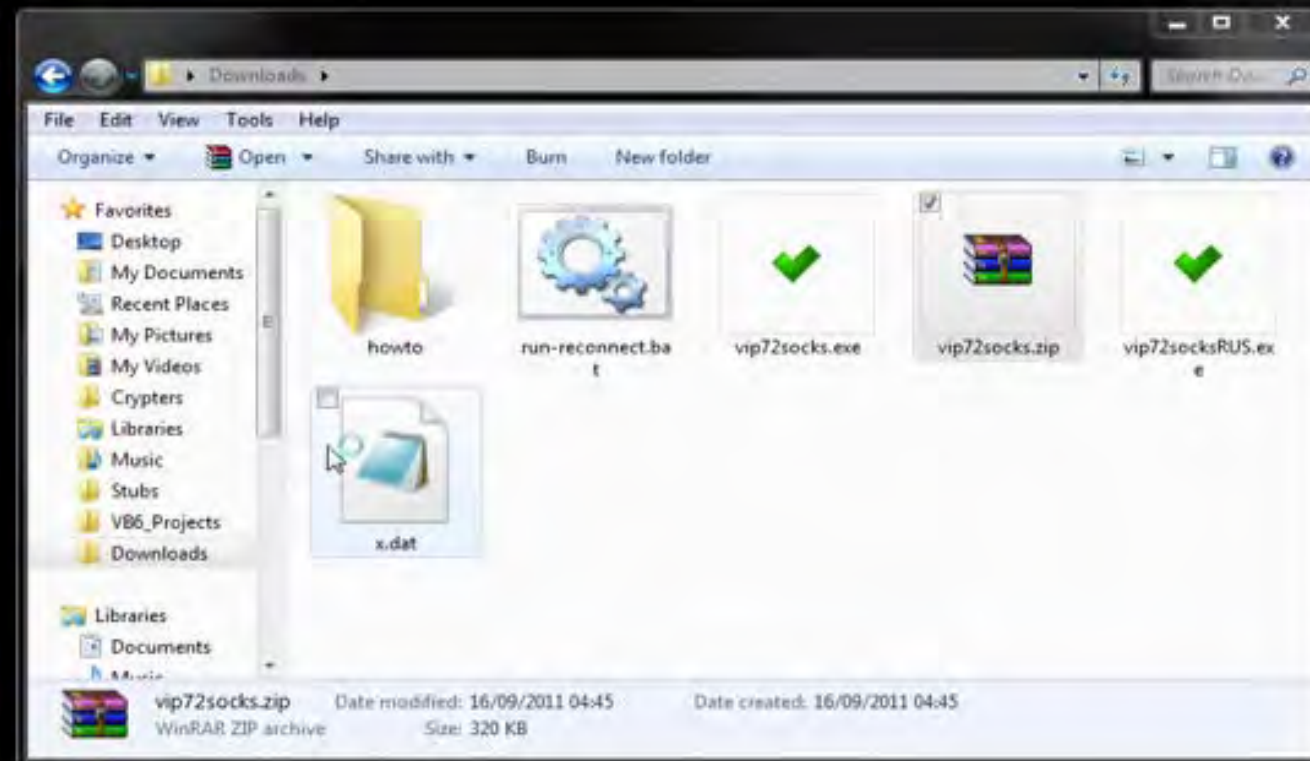 Downloads
File Edit View Tools Help
Organize Open Share with Burn New folder
Favorites
Desktop
My Documents
Recent Places
My Pictures
My Videos
Crypters
Libraries
Music
Stubs
VB6_Projects
Downloads
Libraries
Documents
Music
howto
run-reconnect.ba
t
vip72socks.exe
vip72socks.zip
vip72socksRUS.ex
e
x.dat
vip72socks.zip Date modified: 16/09/2011 04:45 Date created: 16/09/2011 04:45
WinRAR ZIP archive Size: 320 KB